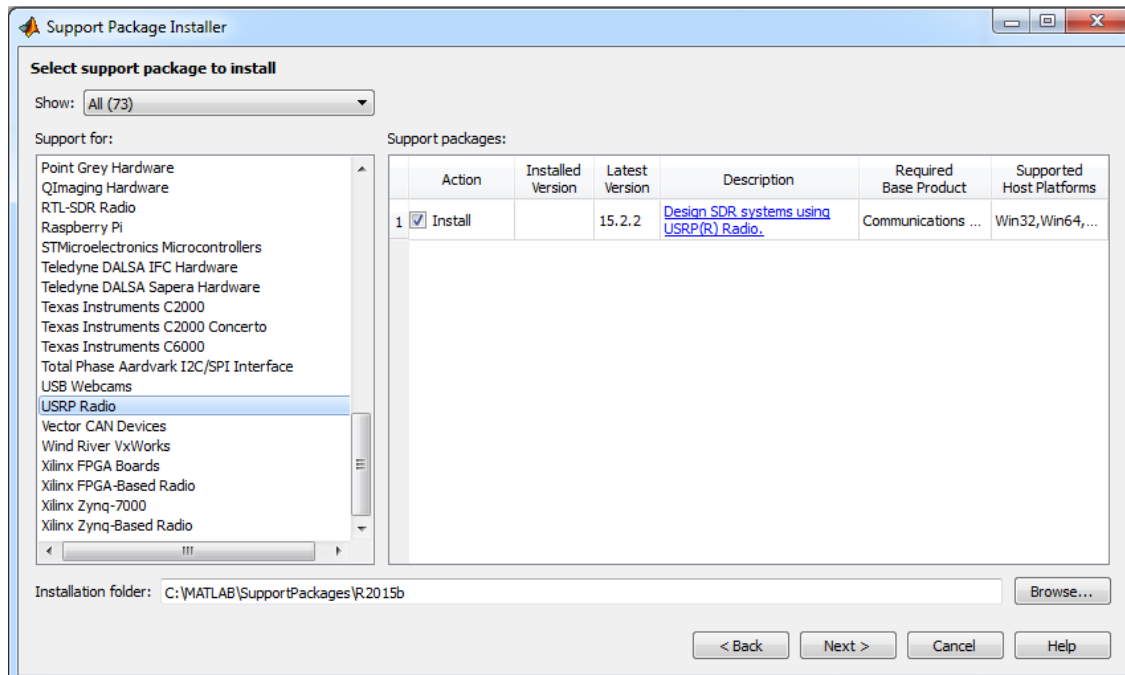 Support Package Installer
Select support package to install
Show: All (73)
Support for:
Point Grey Hardware
QImaging Hardware
RTL-SDR Radio
Raspberry Pi
STMicroelectronics Microcontrollers
Teledyne DALSA IFC Hardware
Teledyne DALSA Sapera Hardware
Texas Instruments C2000
Texas Instruments C2000 Concerto
Texas Instruments C6000
Total Phase Aardvark I2C/SPI Interface
USB Webcams
USRP Radio
Vector CAN Devices
Wind River VxWorks
Xilinx FPGA Boards
Xilinx FPGA-Based Radio
Xilinx Zynq-7000
Xilinx Zynq-Based Radio
Support packages:
Action
Installed
Version
Latest
Version
Description
Required
Base Product
Supported
Host Platforms
1 Install
15.2.2
Design SDR systems using
USRP(R) Radio.
Communications ...
Win32,Win64,...
Installation folder: C:\MATLAB\SupportPackages\R2015b
Browse...
< Back
Next >
Cancel
Help